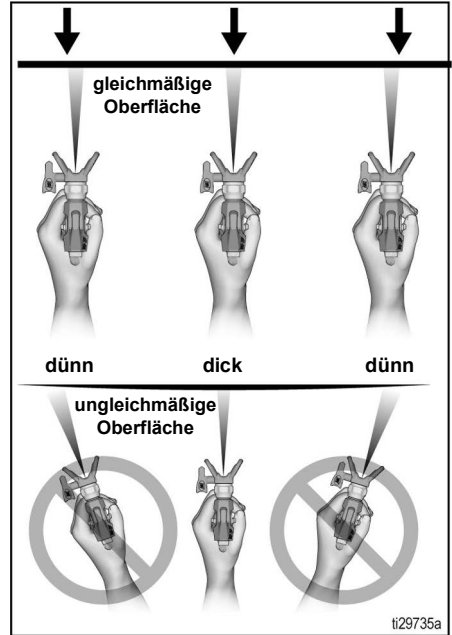 gleichmäßige
Oberfläche
dünn dick dünn
ungleichmäßige
Oberfläche
ti29735a